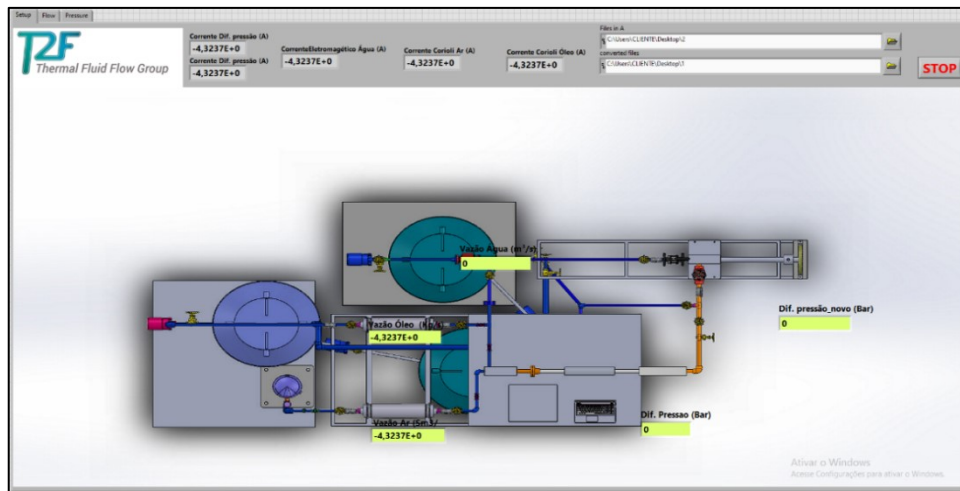 Setup
Flow
Pressure
T2F
Thermal Fluid Flow Group
Corrente Dif. pressão (A)
-4,3237E+0
Corrente Dif. pressão (A)
-4,3237E+0
CorrenteEletromagético Água (A)
-4,3237E+0
Corrente Corioli Ar (A)
-4,3237E+0
Corrente Corioli Óleo (A)
-4,3237E+0
Files in A
C:\Users\CLIENTE\Desktop\2
converted files
C:\Users\CLIENTE\Desktop\1
STOP
Vazão Água (m³/s)
0
Dif. pressão_novo (Bar)
0
Vazão Óleo (Kg/
-4,3237E+0
Vazão Ar (Sm3/
-4,3237E+0
Dif. Pressao (Bar)
0
Ativar o Windows
Acesse Configurações para ativar o Windows.